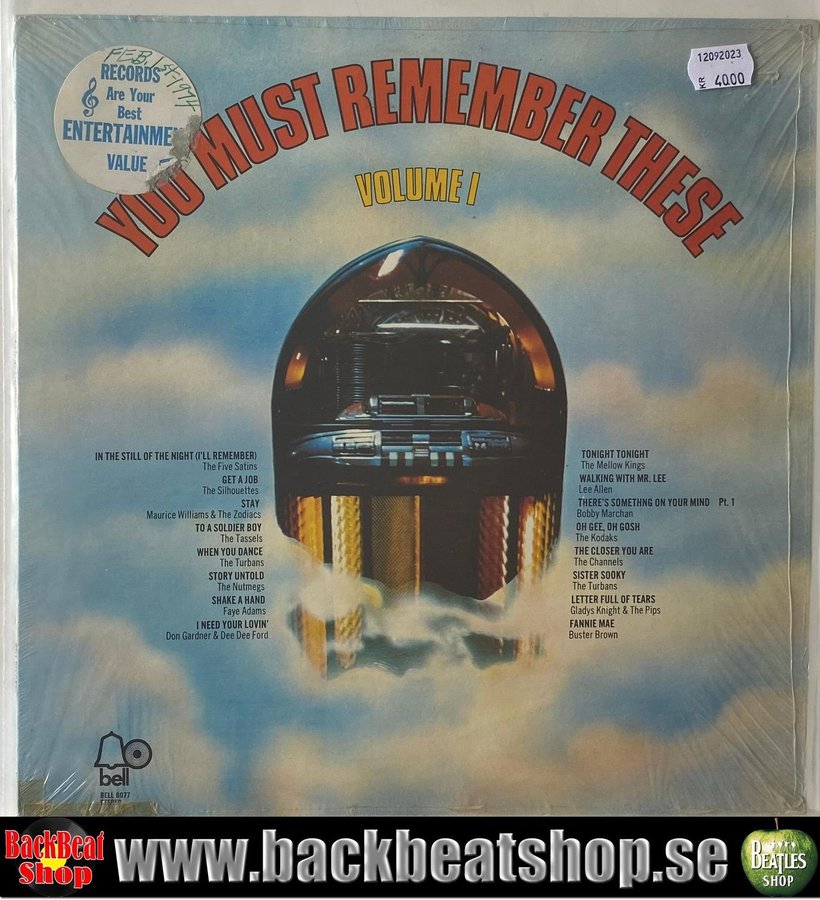 FEB. 1st-1974
RECORDS
Are Your
Best
ENTERTAINME
VALUE
12092023
KR 4000
YOU MUST REMEMBER THESE
VOLUME I
IN THE STILL OF THE NIGHT (I'LL REMEMBER)
The Five Satins
GET A JOB
The Silhouettes
STAY
Maurice Williams & The Zodiacs
TO A SOLDIER BOY
The Tassels
WHEN YOU DANCE
The Turbans
STORY UNTOLD
The Nutmegs
SHAKE A HAND
Faye Adams
I NEED YOUR LOVIN'
Don Gardner & Dee Dee Ford
TONIGHT TONIGHT
The Mellow Kings
WALKING WITH MR. LEE
Lee Allen
THERE'S SOMETHNG ON YOUR MIND Pt. 1
Bobby Marchan
OH GEE, OH GOSH
The Kodaks
THE CLOSER YOU ARE
The Channels
SISTER SOOKY
The Turbans
LETTER FULL OF TEARS
Gladys Knight & The Pips
FANNIE MAE
Buster Brown
bell
BELL 6077
STEREO
BackBeat
Shop
www.backbeatshop.se
BEATLES
SHOP